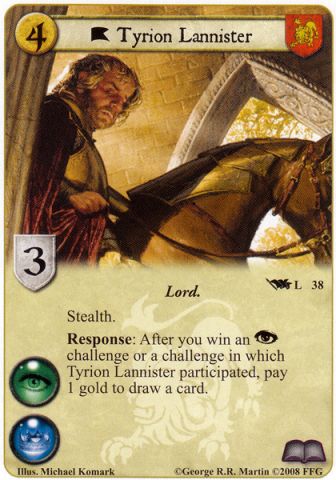 4
Tyrion Lannister
3
Lord.
L 38
Stealth.
Response: After you win an
challenge or a challenge in which
Tyrion Lannister participated, pay
1 gold to draw a card.
Illus. Michael Komark
©George R.R. Martin ©2008 FFG